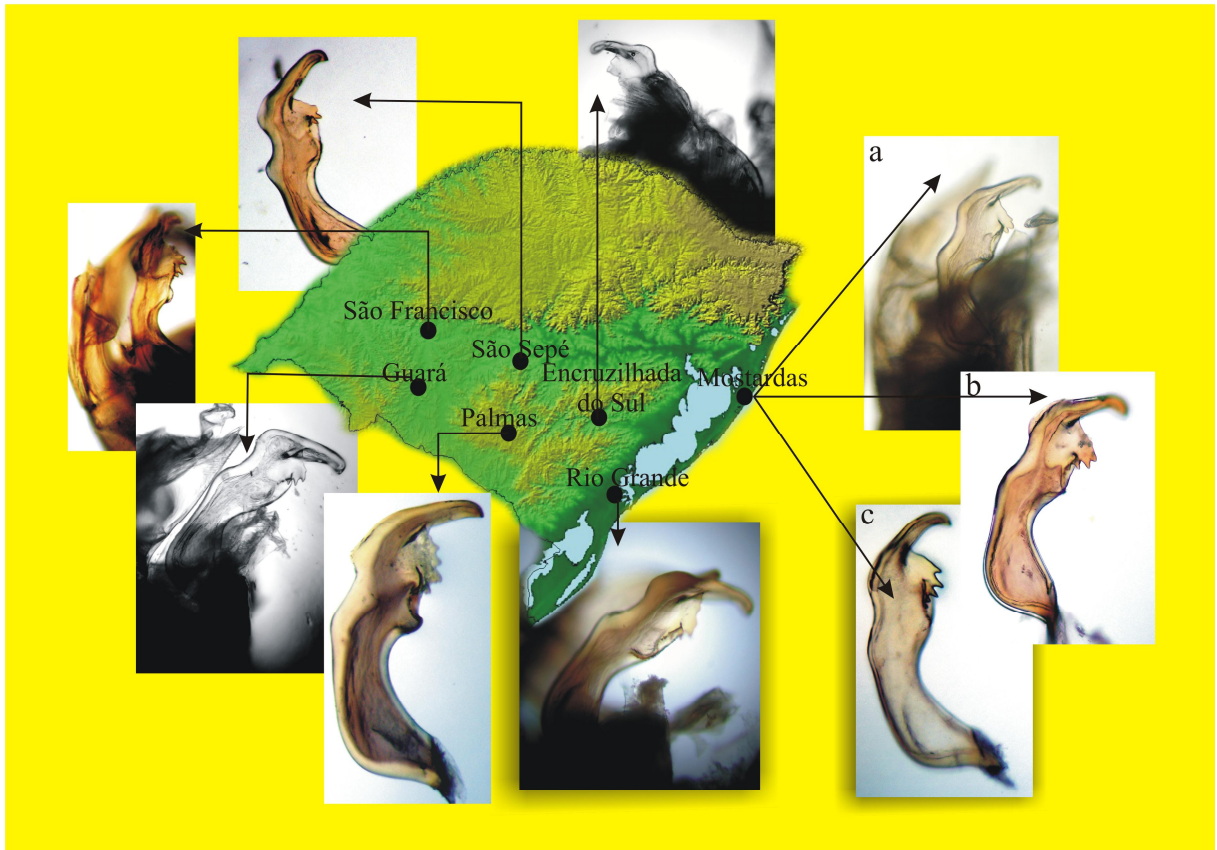 a
São Francisco
São Sepé
Guará
Encruzilhada
do Sul
Mostardas
b
Palmas
Rio Grande
c